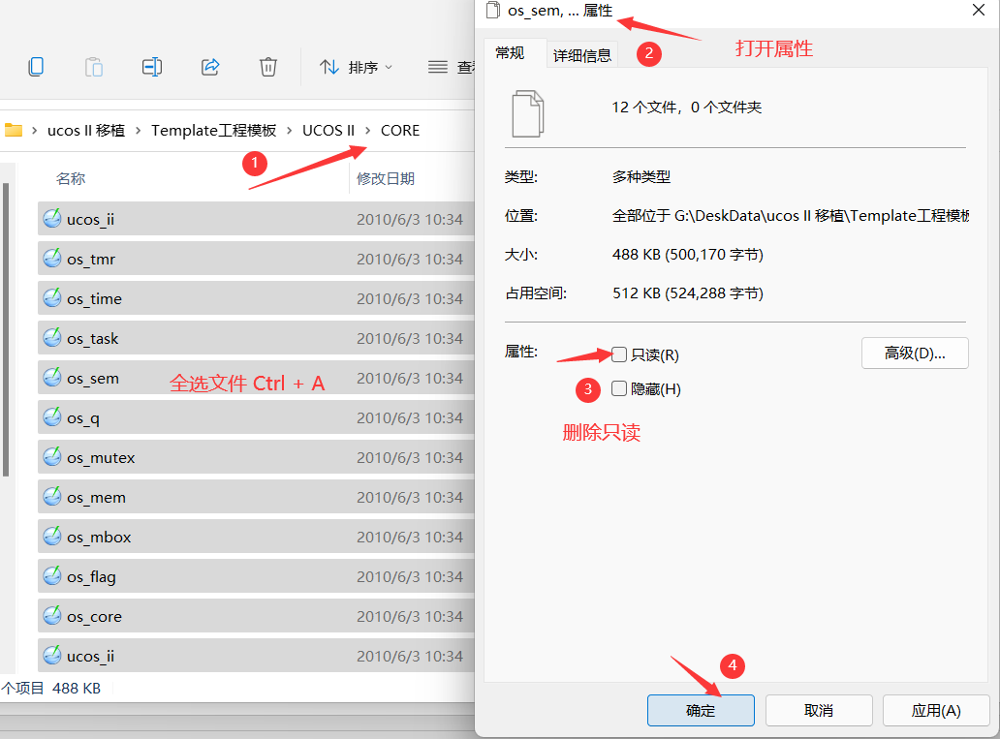 排序
ucos II 移植 > Template工程模板 > UCOS II > CORE
1
名称
修改日期
ucos_ii
2010/6/3 10:34
os_tmr
2010/6/3 10:34
os_time
2010/6/3 10:34
os_task
2010/6/3 10:34
os_sem
2010/6/3 10:34
全选文件 Ctrl + A
os_q
2010/6/3 10:34
os_mutex
2010/6/3 10:34
os_mem
2010/6/3 10:34
os_mbox
2010/6/3 10:34
os_flag
2010/6/3 10:34
os_core
2010/6/3 10:34
ucos_ii
2010/6/3 10:34
个项目 488 KB
os_sem, ... 属性
2
打开属性
常规
详细信息
12 个文件，0 个文件夹
类型:
多种类型
位置:
全部位于 G:\DeskData\ucos II 移植\Template工程模板
大小:
488 KB (500,170 字节)
占用空间:
512 KB (524,288 字节)
属性:
只读(R)
高级(D)...
3
隐藏(H)
删除只读
4
确定
取消
应用(A)